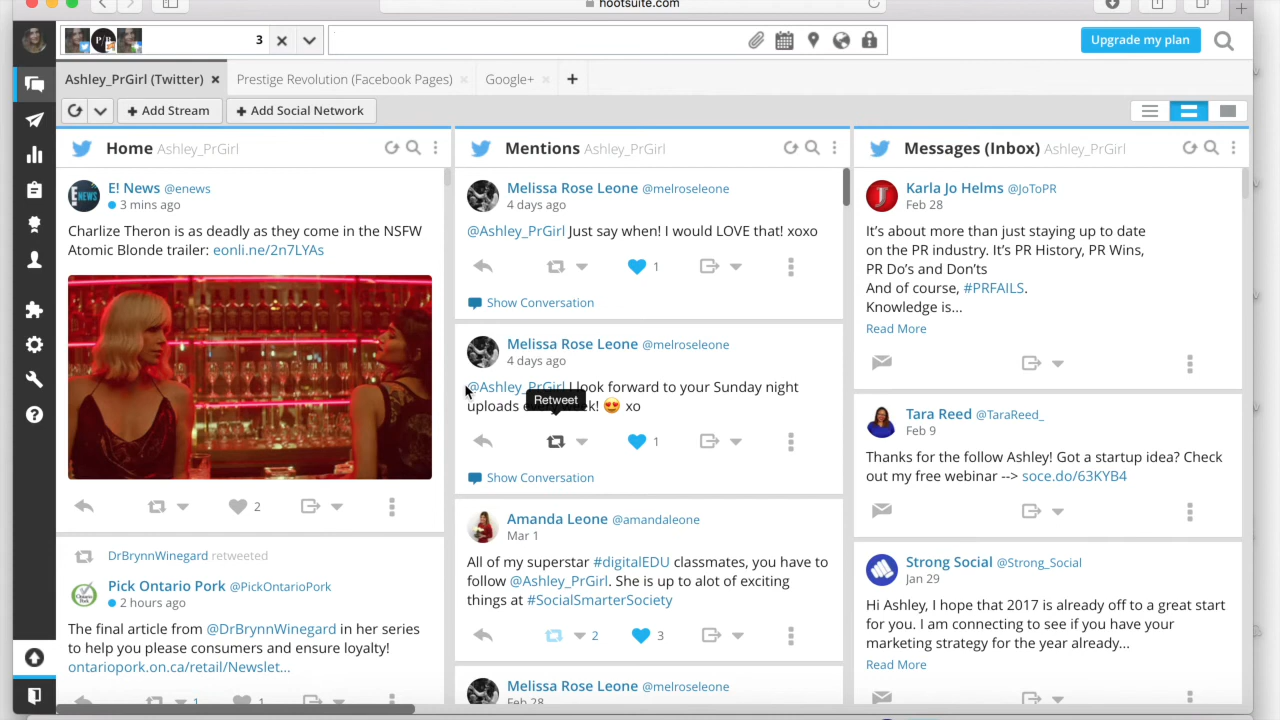 hootsuite.com
3
Upgrade my plan
Ashley_PrGirl (Twitter)
Prestige Revolution (Facebook Pages)
Google+
Add Stream
Add Social Network
Home Ashley_PrGirl
E! News @enews
3 mins ago
Charlize Theron is as deadly as they come in the NSFW
Atomic Blonde trailer: eonli.ne/2n7LYAs
2
DrBrynnWinegard retweeted
Pick Ontario Pork @PickOntarioPork
2 hours ago
The final article from @DrBrynnWinegard in her series
to help you please consumers and ensure loyalty!
ontariopork.on.ca/retail/Newslet...
1
1
Mentions Ashley_PrGirl
Melissa Rose Leone @melroseleone
4 days ago
@Ashley_PrGirl Just say when! I would LOVE that! xoxo
1
Show Conversation
Melissa Rose Leone @melroseleone
4 days ago
@Ashley_PrGirl I look forward to your Sunday night
uploads every week! 😍 xo
Retweet
1
Show Conversation
Amanda Leone @amandaleone
Mar 1
All of my superstar #digitalEDU classmates, you have to
follow @Ashley_PrGirl. She is up to alot of exciting
things at #SocialSmarterSociety
2
3
Melissa Rose Leone @melroseleone
Feb 28
Messages (Inbox) Ashley_PrGirl
Karla Jo Helms @JoToPR
Feb 28
It's about more than just staying up to date
on the PR industry. It's PR History, PR Wins,
PR Do's and Don'ts
And of course, #PRFAILS.
Knowledge is...
Read More
Tara Reed @TaraReed_
Feb 9
Thanks for the follow Ashley! Got a startup idea? Check
out my free webinar --> soce.do/63KYB4
Strong Social @Strong_Social
Jan 29
Hi Ashley, I hope that 2017 is already off to a great start
for you. I am connecting to see if you have your
marketing strategy for the year already...
Read More